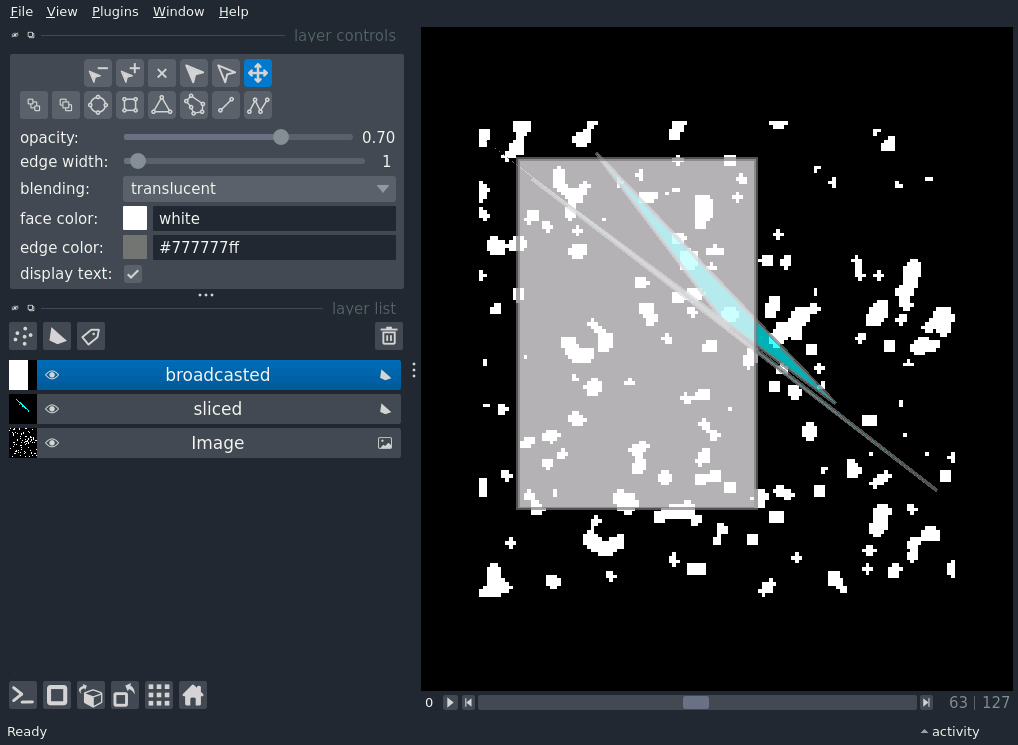 File View Plugins Window Help
layer controls
opacity: 0.70
edge width: 1
blending: translucent
face color: white
edge color: #777777ff
display text:
layer list
broadcasted
sliced
Image
0 63 | 127
Ready activity